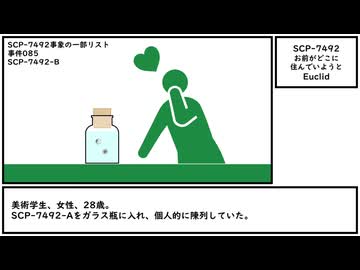 SCP-7492事象の一部リスト
事件085
SCP-7492-B
SCP-7492
お前がどこに
住んでいようと
Euclid
美術学生、女性、28歳。
SCP-7492-Aをガラス瓶に入れ、個人的に陳列していた。